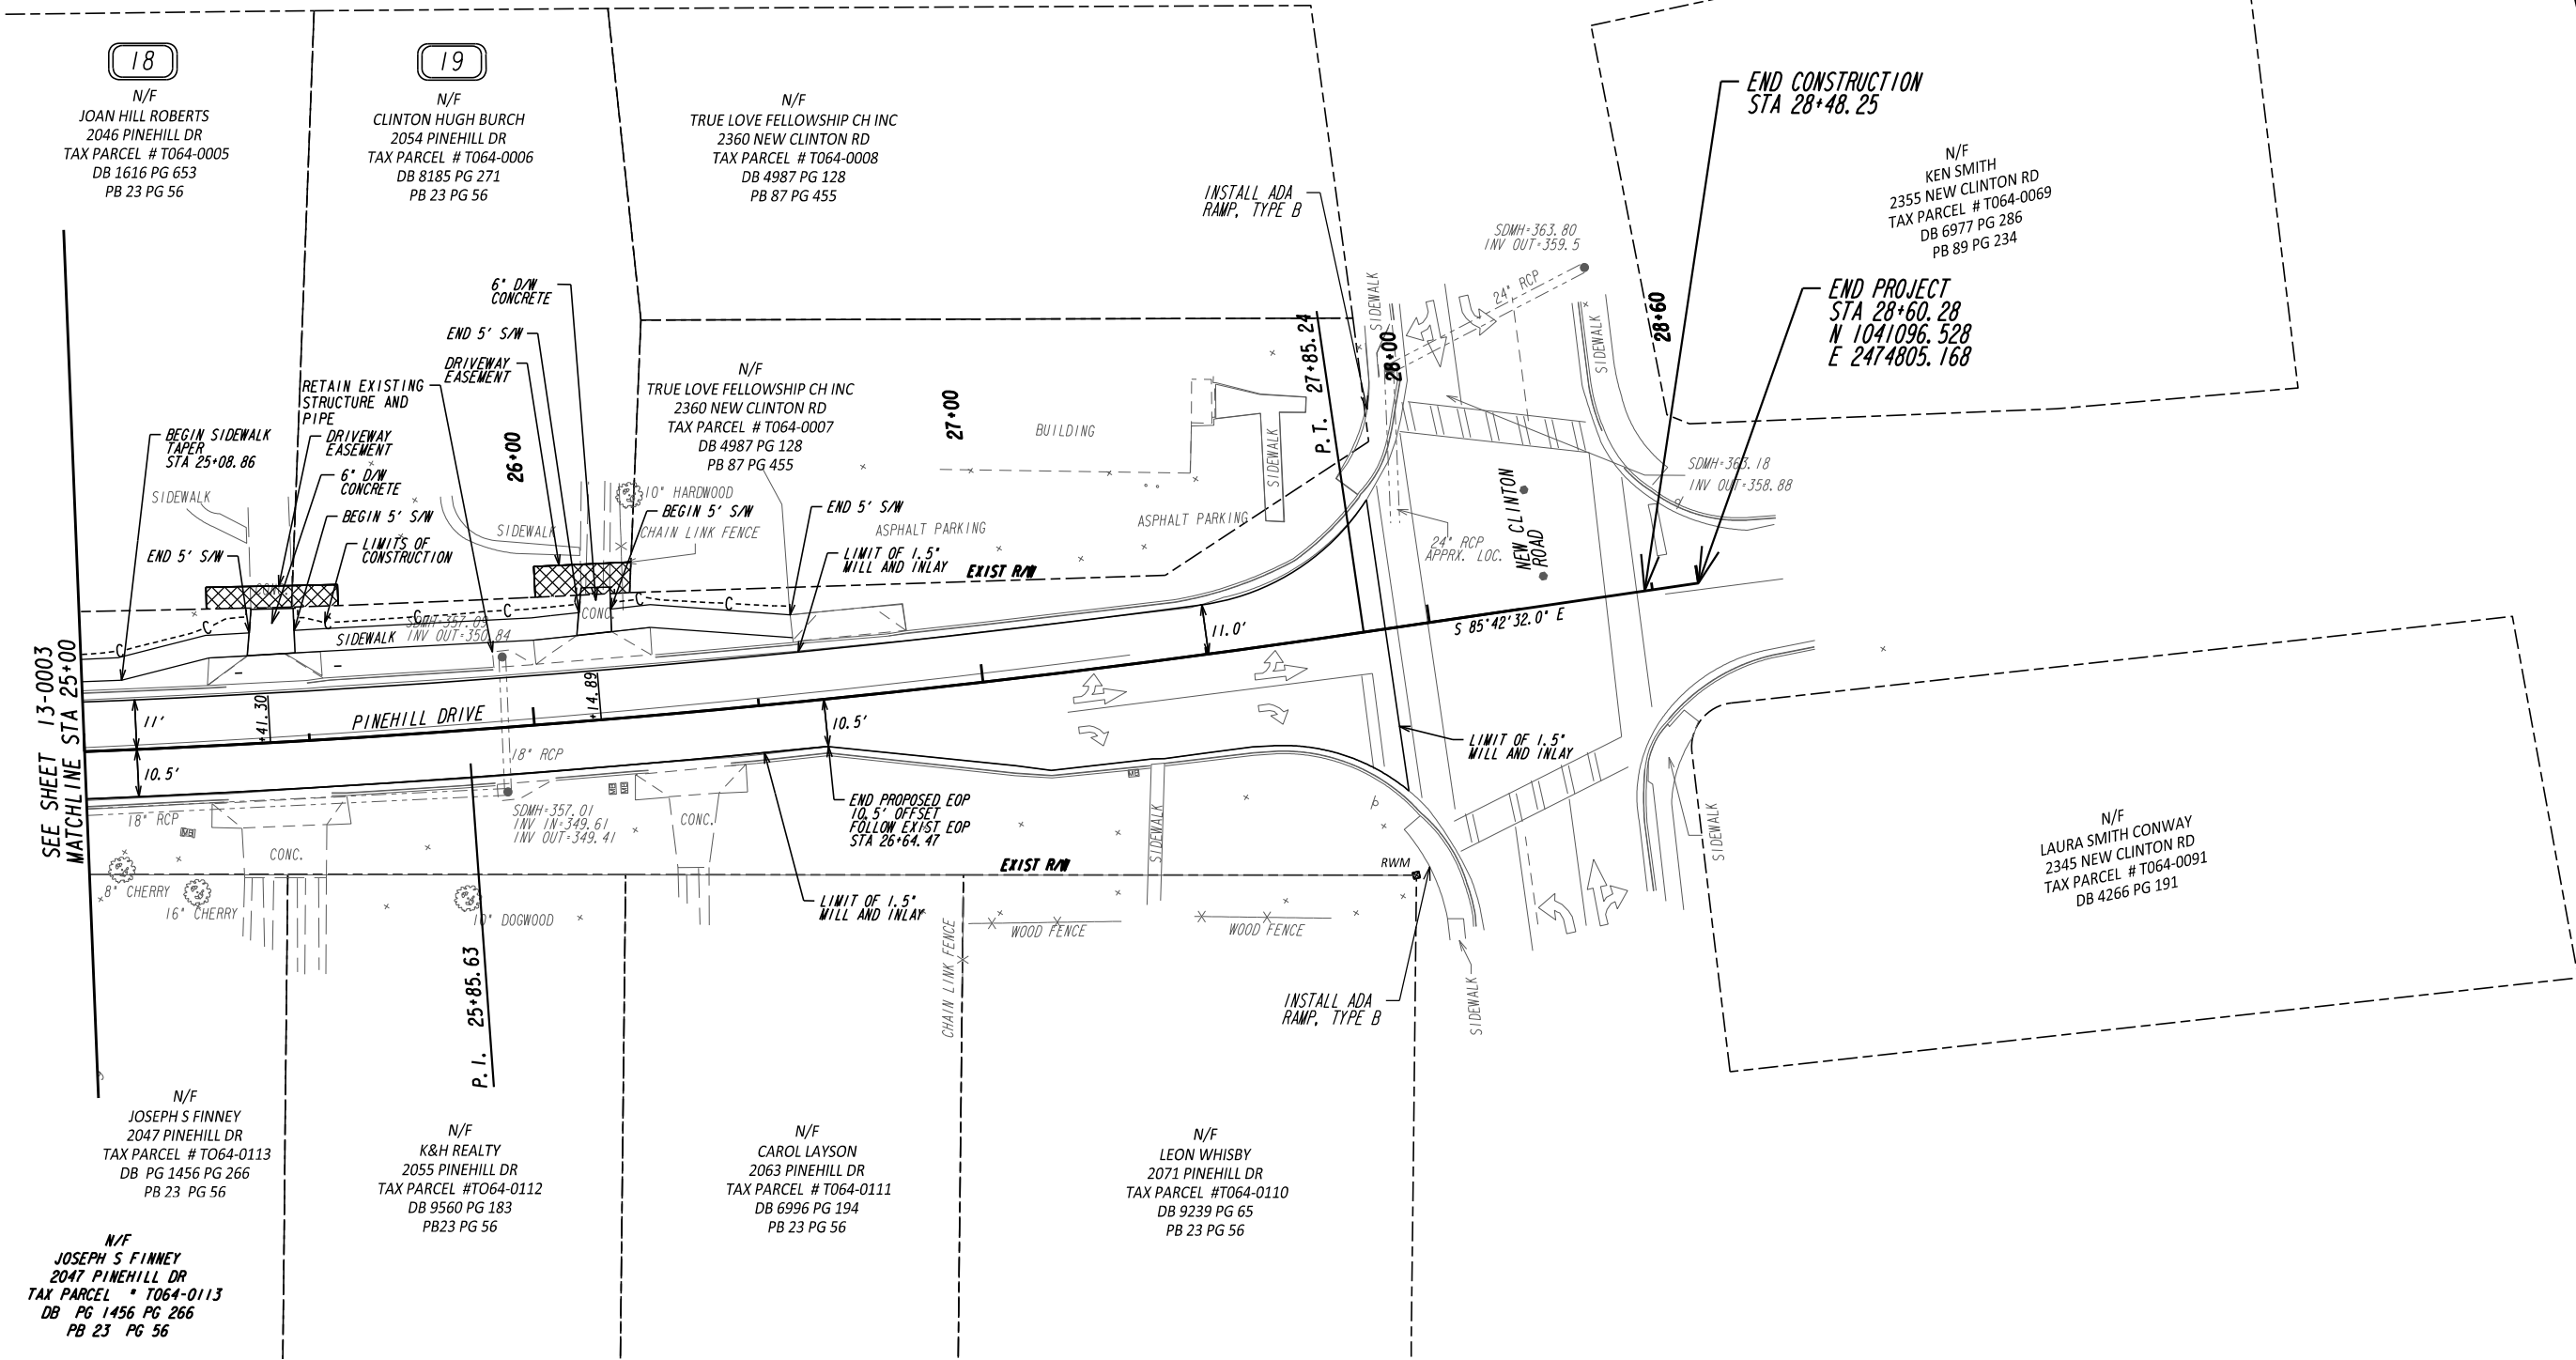 18
N/F
JOAN HILL ROBERTS
2046 PINEHILL DR
TAX PARCEL # T064-0005
DB 1616 PG 653
PB 23 PG 56
19
N/F
CLINTON HUGH BURCH
2054 PINEHILL DR
TAX PARCEL # T064-0006
DB 8185 PG 271
PB 23 PG 56
N/F
TRUE LOVE FELLOWSHIP CH INC
2360 NEW CLINTON RD
TAX PARCEL # T064-0008
DB 4987 PG 128
PB 87 PG 455
END CONSTRUCTION
STA 28+48.25
N/F
KEN SMITH
2355 NEW CLINTON RD
TAX PARCEL # T064-0069
DB 6977 PG 286
PB 89 PG 234
INSTALL ADA
RAMP, TYPE B
SDMH=363.80
INV OUT=359.5
24" RCP
SIDEWALK
SIDEWALK
28+60
END PROJECT
STA 28+60.28
N 1041096.528
E 2474805.168
6" D/W
CONCRETE
END 5' S/W
DRIVEWAY
EASEMENT
RETAIN EXISTING
STRUCTURE AND
PIPE
DRIVEWAY
EASEMENT
6" D/W
CONCRETE
BEGIN 5' S/W
LIMITS OF
CONSTRUCTION
BEGIN SIDEWALK
TAPER
STA 25+08.86
SIDEWALK
END 5' S/W
26+00
SIDEWALK
N/F
TRUE LOVE FELLOWSHIP CH INC
2360 NEW CLINTON RD
TAX PARCEL # T064-0007
DB 4987 PG 128
PB 87 PG 455
10" HARDWOOD
BEGIN 5' S/W
CHAIN LINK FENCE
27+00
BUILDING
END 5' S/W
ASPHALT PARKING
ASPHALT PARKING
LIMIT OF 1.5"
MILL AND INLAY
EXIST R/W
SIDEWALK
P.T. 27+85.24
28+00
24" RCP
APPRX. LOC.
NEW CLINTON
ROAD
SDMH=363.18
INV OUT=358.88
CONC.
CONC.
C
C
C
C
C
C
C
SIDEWALK
SDMH=357.05
INV OUT=350.84
11.0'
S 85°42'32.0" E
SEE SHEET 13-0003
MATCHLINE STA 25+00
11'
+41.30
PINEHILL DRIVE
+14.89
10.5'
10.5'
18" RCP
18" RCP
MB
MB
MB
MB
SDMH=357.01
INV IN=349.61
INV OUT=349.41
CONC.
CONC.
END PROPOSED EOP
10.5' OFFSET
FOLLOW EXIST EOP
STA 26+64.47
LIMIT OF 1.5"
MILL AND INLAY
LIMIT OF 1.5"
MILL AND INLAY
EXIST R/W
SIDEWALK
RWM
SIDEWALK
8" CHERRY
16" CHERRY
10" DOGWOOD
P.I. 25+85.63
CHAIN LINK FENCE
WOOD FENCE
WOOD FENCE
INSTALL ADA
RAMP, TYPE B
SIDEWALK
N/F
LAURA SMITH CONWAY
2345 NEW CLINTON RD
TAX PARCEL # T064-0091
DB 4266 PG 191
N/F
JOSEPH S FINNEY
2047 PINEHILL DR
TAX PARCEL # TO64-0113
DB PG 1456 PG 266
PB 23 PG 56
N/F
K&H REALTY
2055 PINEHILL DR
TAX PARCEL #TO64-0112
DB 9560 PG 183
PB23 PG 56
N/F
CAROL LAYSON
2063 PINEHILL DR
TAX PARCEL # T064-0111
DB 6996 PG 194
PB 23 PG 56
N/F
LEON WHISBY
2071 PINEHILL DR
TAX PARCEL #T064-0110
DB 9239 PG 65
PB 23 PG 56
N/F
JOSEPH S FINNEY
2047 PINEHILL DR
TAX PARCEL " T064-0113
DB PG 1456 PG 266
PB 23 PG 56